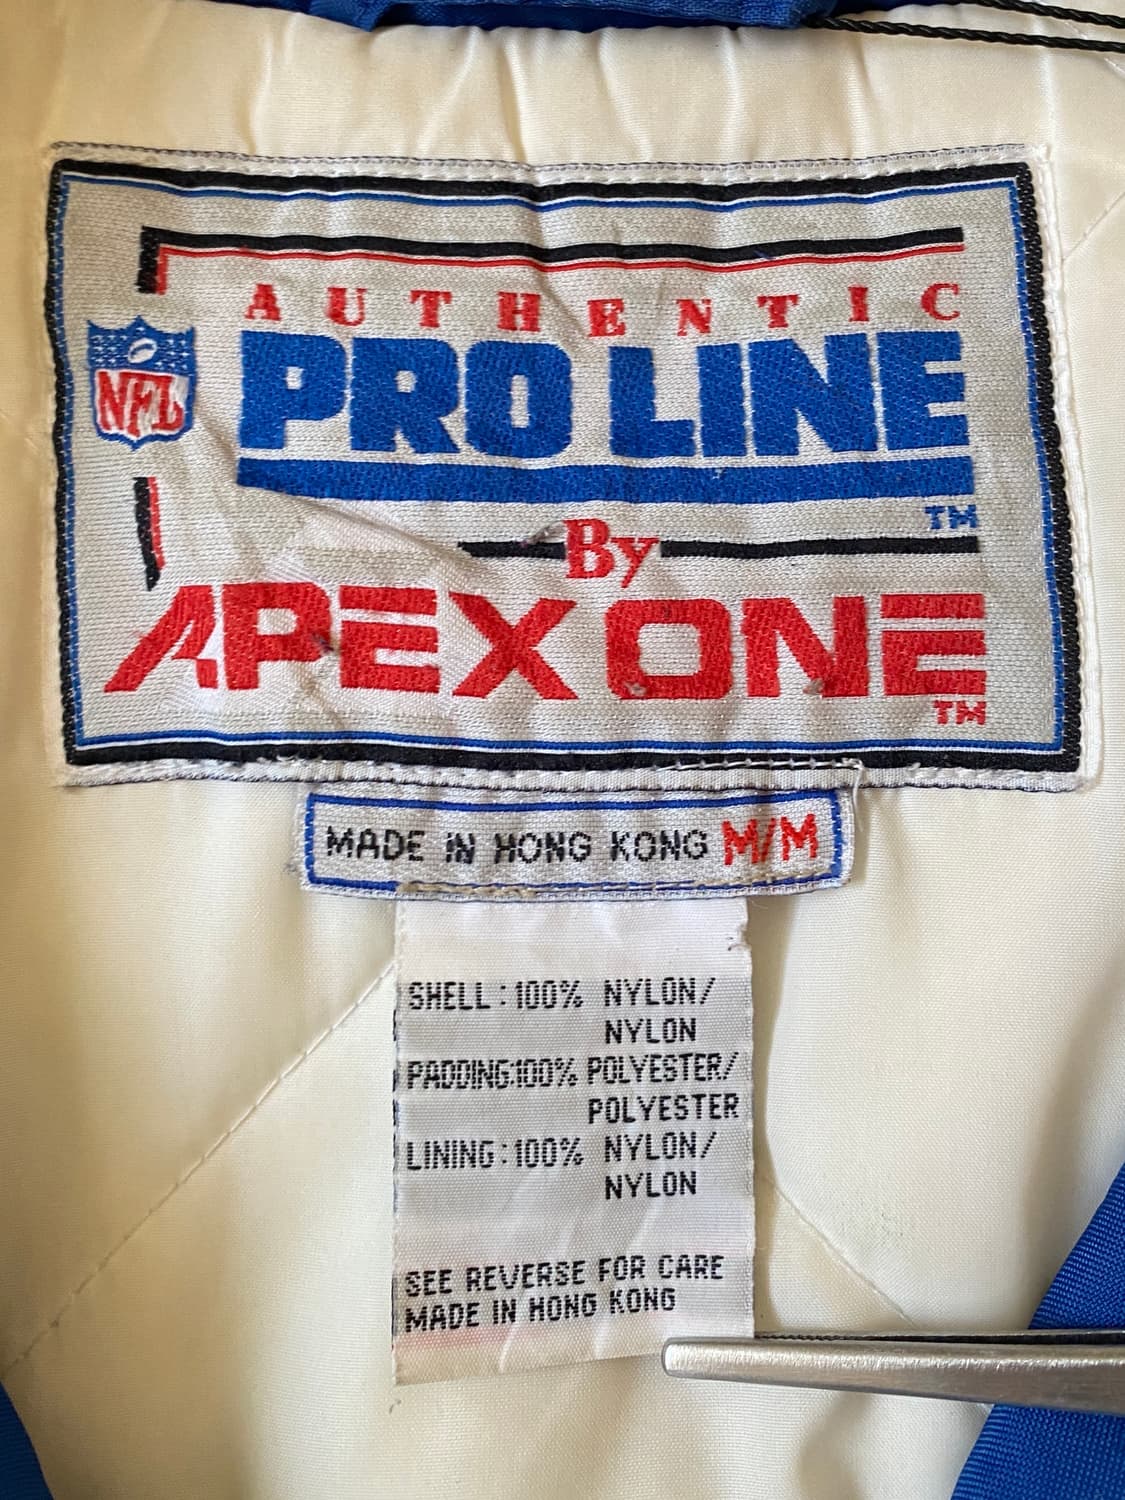 AUTHENTIC
NFL
PRO LINE
TM
By
APEX ONE
TM
MADE IN HONG KONG M/M
SHELL : 100% NYLON/
NYLON
PADDING:100% POLYESTER/
POLYESTER
LINING : 100% NYLON/
NYLON
SEE REVERSE FOR CARE
MADE IN HONG KONG